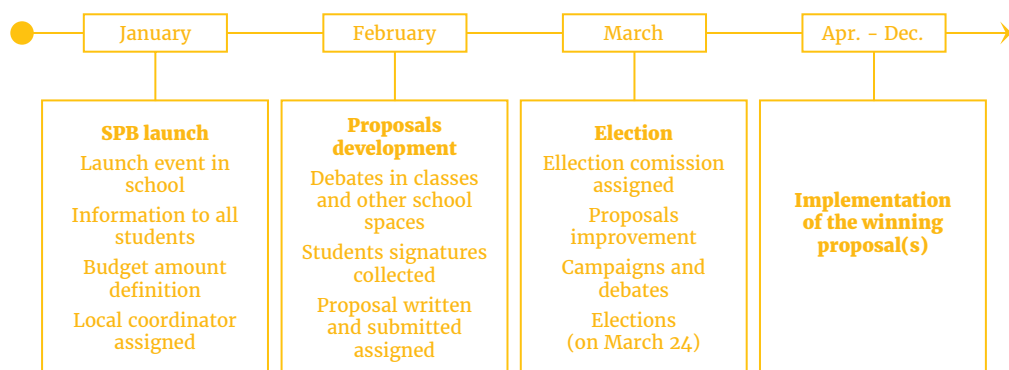 January
February
March
Apr. - Dec.
SPB launch
Launch event in
school
Information to all
students
Budget amount
definition
Local coordinator
assigned
Proposals
development
Debates in classes
and other school
spaces
Students signatures
collected
Proposal written
and submitted
assigned
Election
Ellection comission
assigned
Proposals
improvement
Campaigns and
debates
Elections
(on March 24)
Implementation
of the winning
proposal(s)